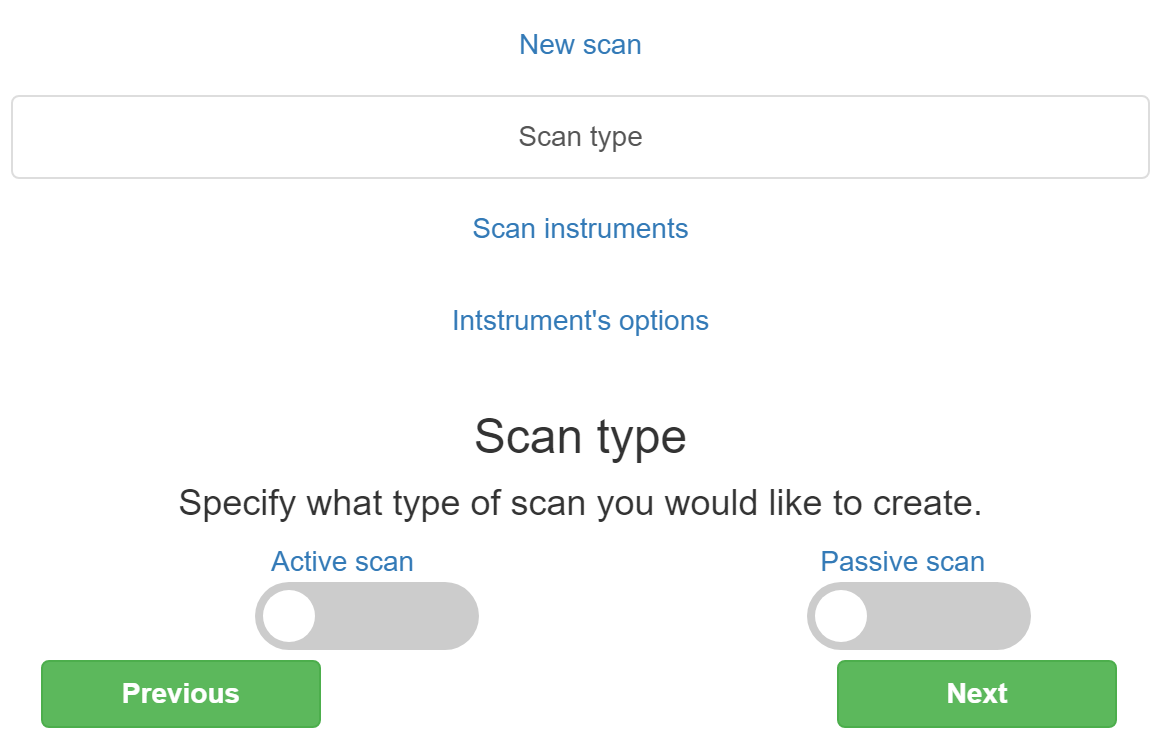 New scan
Scan type
Scan instruments
Intstrument's options
Scan type
Specify what type of scan you would like to create.
Active scan
Passive scan
Previous
Next